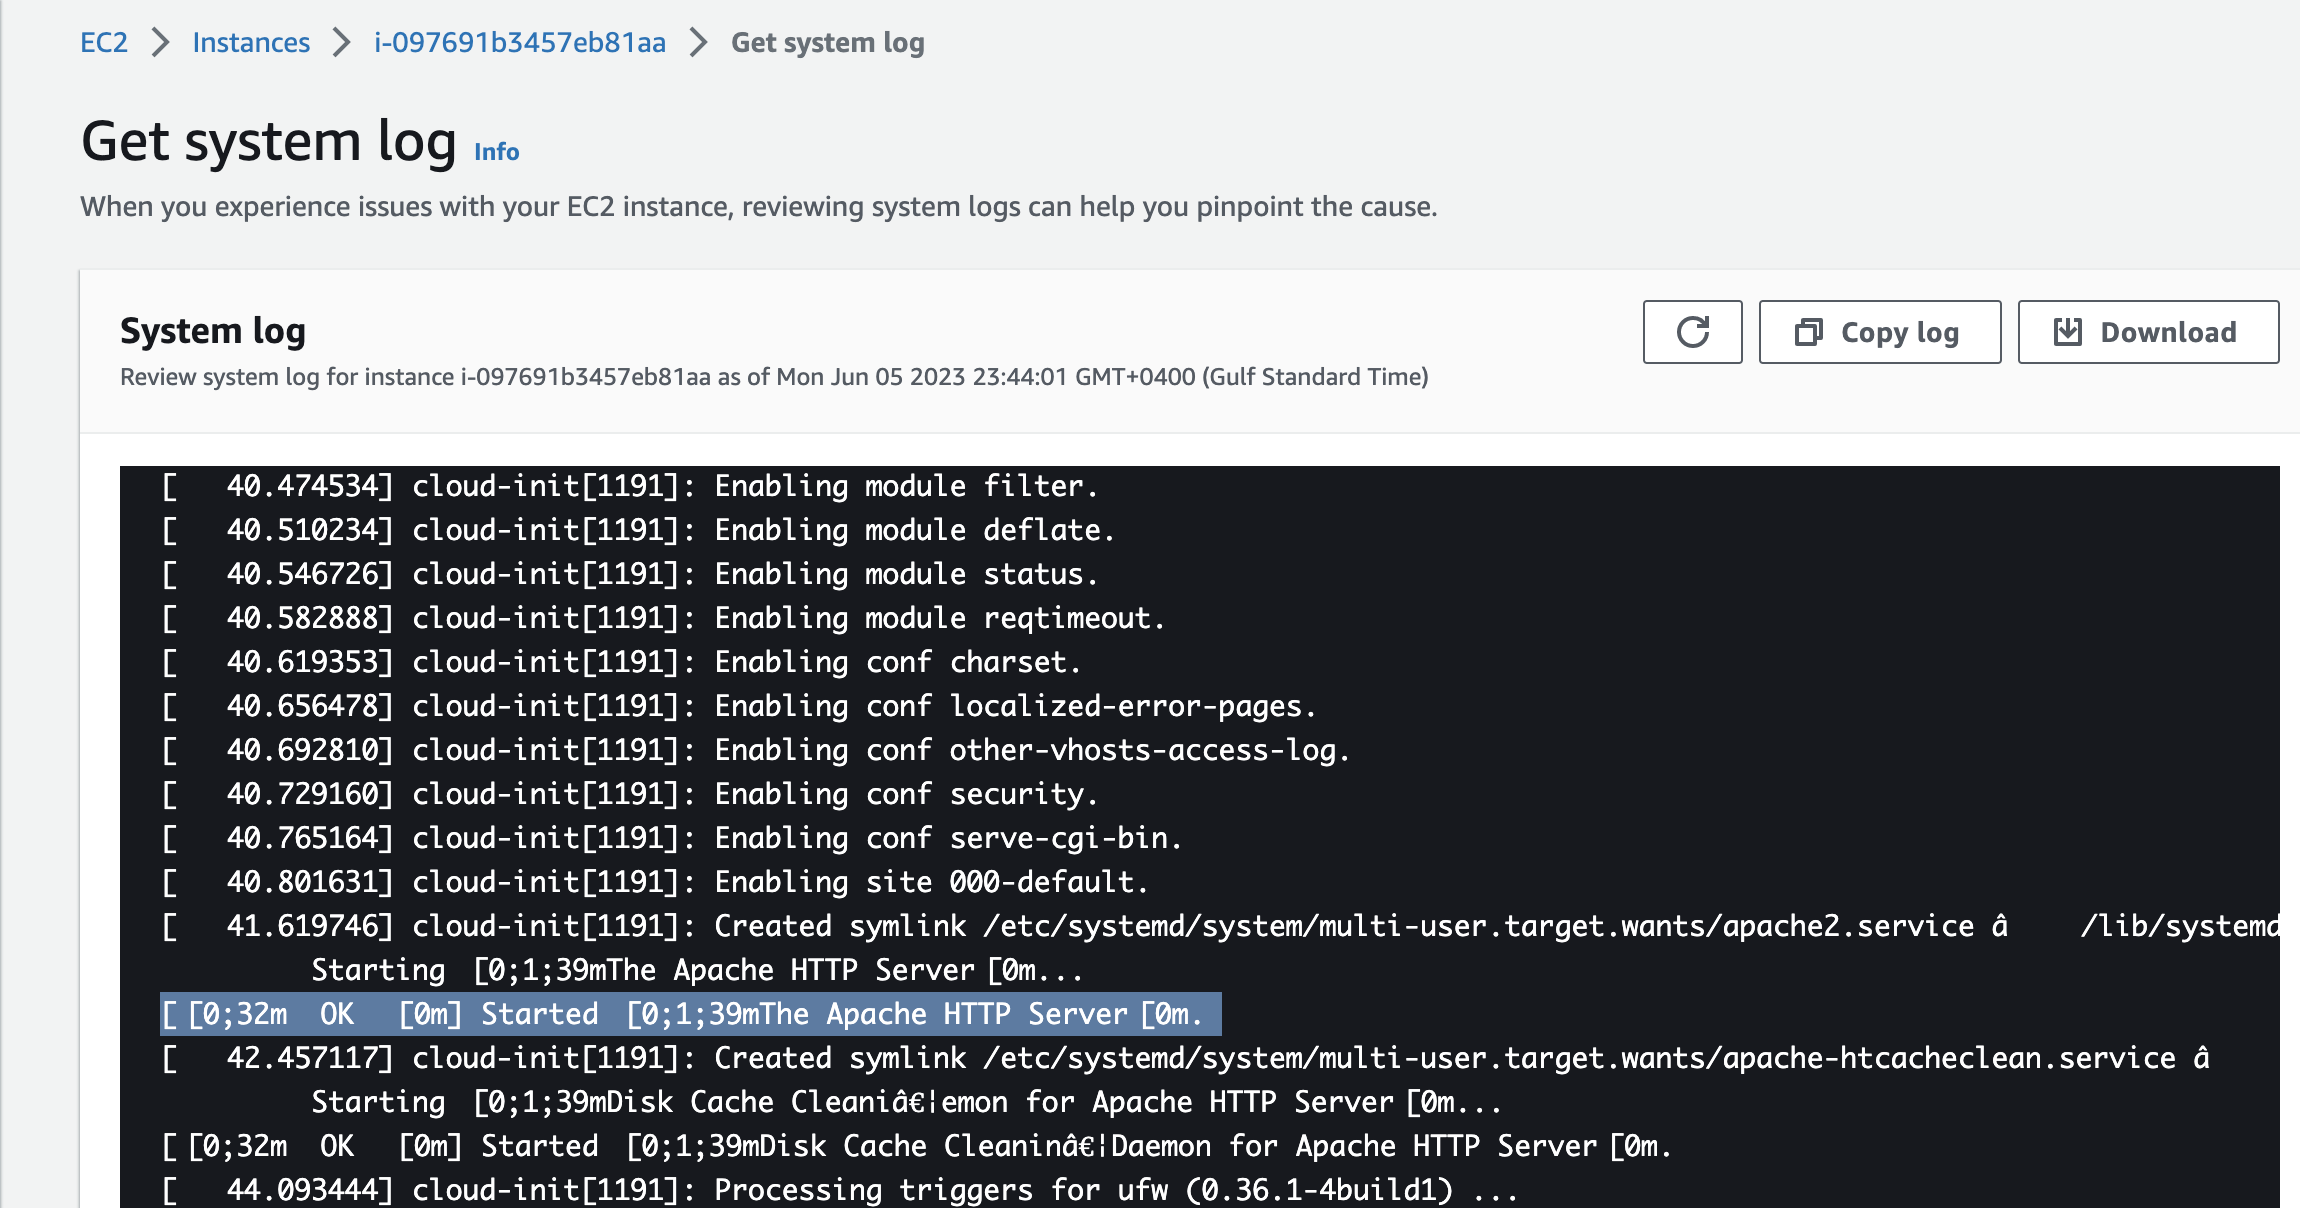 EC2 > Instances > i-097691b3457eb81aa > Get system log
Get system log Info
When you experience issues with your EC2 instance, reviewing system logs can help you pinpoint the cause.
System log
Copy log
Download
Review system log for instance i-097691b3457eb81aa as of Mon Jun 05 2023 23:44:01 GMT+0400 (Gulf Standard Time)
[   40.474534] cloud-init[1191]: Enabling module filter.
[   40.510234] cloud-init[1191]: Enabling module deflate.
[   40.546726] cloud-init[1191]: Enabling module status.
[   40.582888] cloud-init[1191]: Enabling module reqtimeout.
[   40.619353] cloud-init[1191]: Enabling conf charset.
[   40.656478] cloud-init[1191]: Enabling conf localized-error-pages.
[   40.692810] cloud-init[1191]: Enabling conf other-vhosts-access-log.
[   40.729160] cloud-init[1191]: Enabling conf security.
[   40.765164] cloud-init[1191]: Enabling conf serve-cgi-bin.
[   40.801631] cloud-init[1191]: Enabling site 000-default.
[   41.619746] cloud-init[1191]: Created symlink /etc/systemd/system/multi-user.target.wants/apache2.service â    /lib/systemd
         Starting [0;1;39mThe Apache HTTP Server[0m...
[[0;32m  OK  [0m] Started [0;1;39mThe Apache HTTP Server[0m.
[   42.457117] cloud-init[1191]: Created symlink /etc/systemd/system/multi-user.target.wants/apache-htcacheclean.service â
         Starting [0;1;39mDisk Cache Cleaniâ€¦emon for Apache HTTP Server[0m...
[[0;32m  OK  [0m] Started [0;1;39mDisk Cache Cleaninâ€¦Daemon for Apache HTTP Server[0m.
[   44.093444] cloud-init[1191]: Processing triggers for ufw (0.36.1-4build1) ...